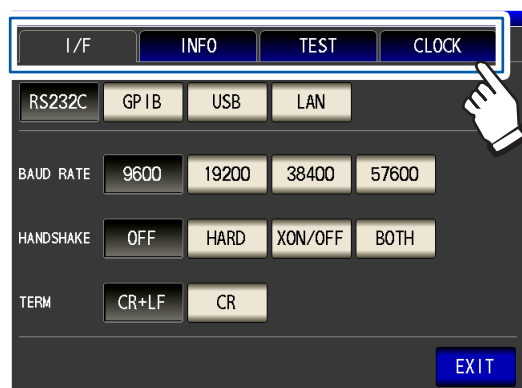 I/F INFO TEST CLOCK
RS232C GPIB USB LAN
BAUD RATE 9600 19200 38400 57600
HANDSHAKE OFF HARD XON/OFF BOTH
TERM CR+LF CR
EXIT